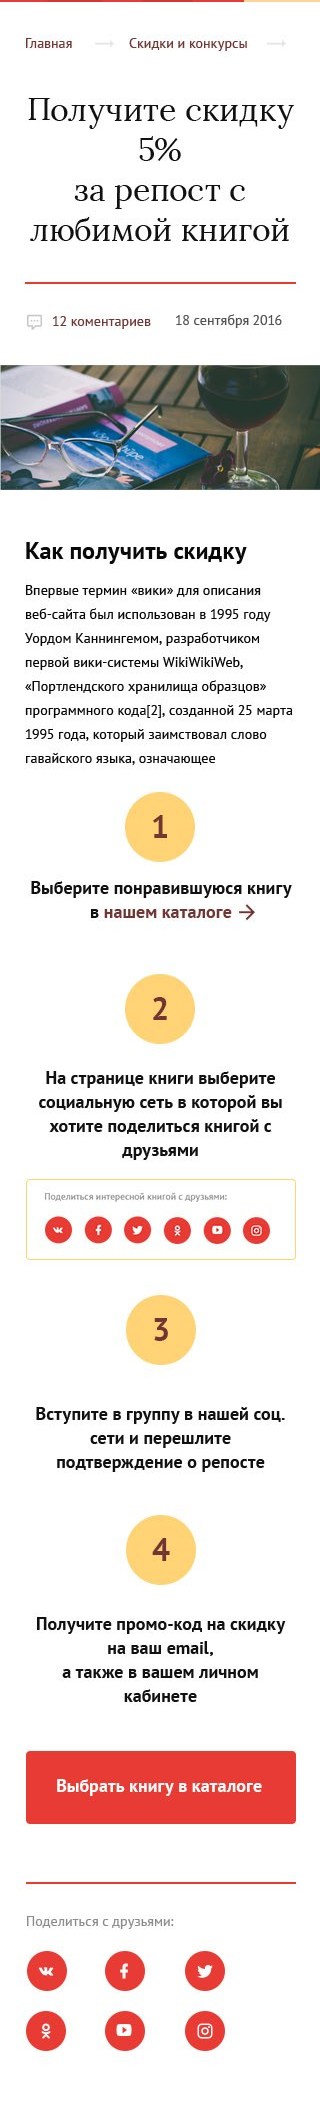 Главная Скидки и конкурсы
Получите скидку
5%
за репост с
любимой книгой
12 коментариев 18 сентября 2016
Как получить скидку
Впервые термин «вики» для описания
веб-сайта был использован в 1995 году
Уордом Каннингемом, разработчиком
первой вики-системы WikiWikiWeb,
«Портлендского хранилища образцов»
программного кода[2], созданной 25 марта
1995 года, который заимствовал слово
гавайского языка, означающее
1
Выберите понравившуюся книгу
в нашем каталоге →
2
На странице книги выберите
социальную сеть в которой вы
хотите поделиться книгой с
друзьями
Поделиться интересной книгой с друзьями:
3
Вступите в группу в нашей соц.
сети и перешлите
подтверждение о репосте
4
Получите промо-код на скидку
на ваш email,
а также в вашем личном
кабинете
Выбрать книгу в каталоге
Поделиться с друзьями: